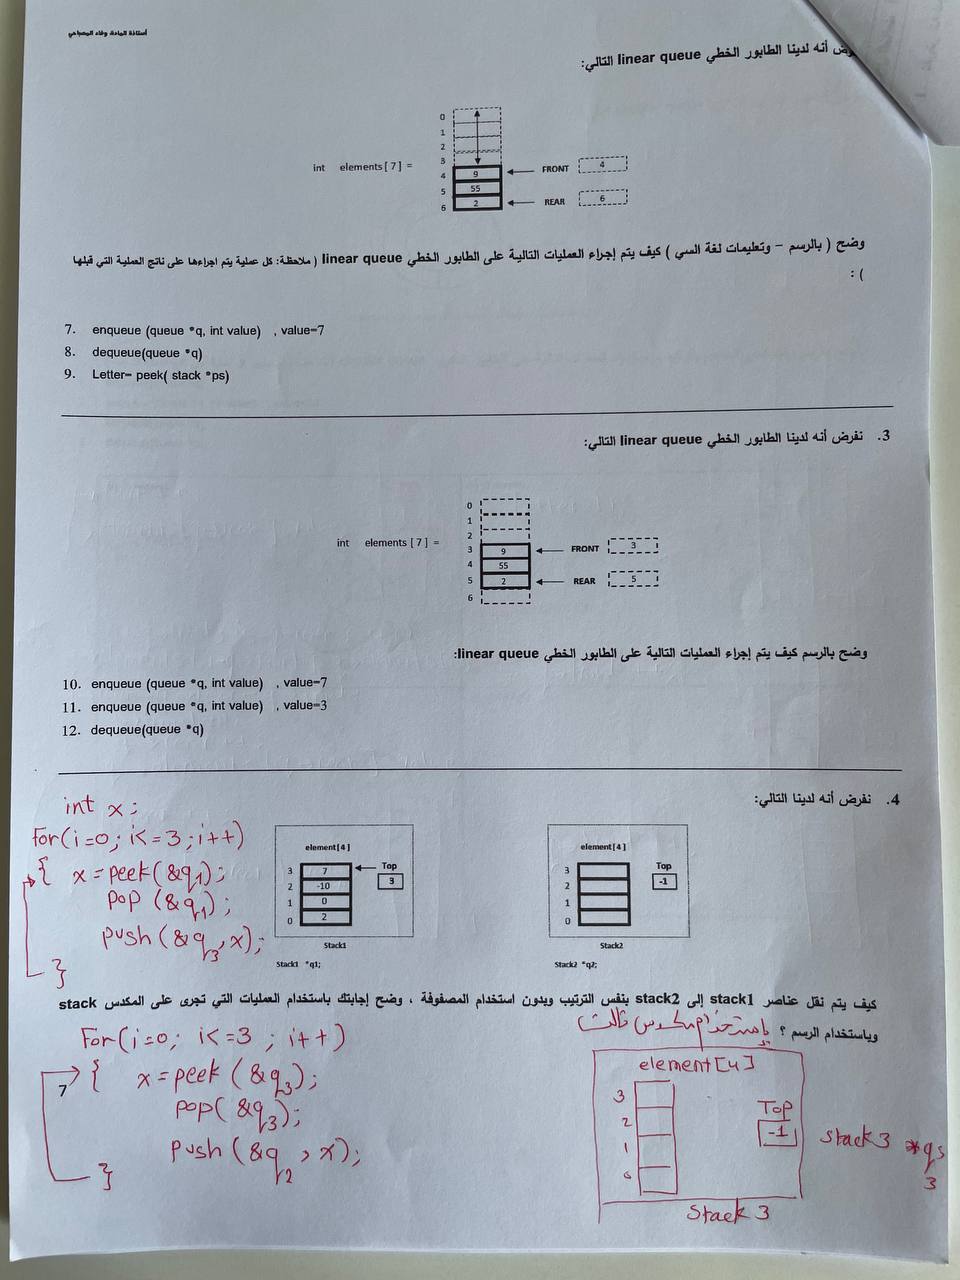 أستاذة المادة: وفاء المصباحي
رض أنه لدينا الطابور الخطي linear queue التالي:
int elements [ 7 ] =
0
1
2
3
4 9 FRONT 4
5 55
6 2 REAR 6
وضح ( بالرسم – وتعليمات لغة السي ) كيف يتم إجراء العمليات التالية على الطابور الخطي linear queue ( ملاحظة: كل عملية يتم اجراءها على ناتج العملية التي قبلها
) :
7. enqueue (queue *q, int value) , value=7
8. dequeue(queue *q)
9. Letter= peek( stack *ps)
3. نفرض أنه لدينا الطابور الخطي linear queue التالي:
int elements [ 7 ] =
0
1
2
3 9 FRONT 3
4 55
5 2 REAR 5
6
وضح بالرسم كيف يتم إجراء العمليات التالية على الطابور الخطي linear queue:
10. enqueue (queue *q, int value) , value=7
11. enqueue (queue *q, int value) , value=3
12. dequeue(queue *q)
4. نفرض أنه لدينا التالي:
int x;
For(i=0; i<=3; i++)
{ x=peek(&q1);
pop (&q1);
push (&q3,x);
}
element[4]
3 7 Top
2 -10 3
1 0
0 2
Stack1
Stack1 *q1;
element[4]
3 Top
2 -1
1
0
Stack2
Stack2 *q2;
كيف يتم نقل عناصر stack1 إلى stack2 بنفس الترتيب وبدون استخدام المصفوفة ، وضح إجابتك باستخدام العمليات التي تجرى على المكدس stack
وباستخدام الرسم ؟ بإستخدام مكدس ثالث
For(i=0; i<=3 ; i++)
{ x=peek (&q3);
pop(&q3);
push (&q2 , x);
}
7
element[4]
3
2
1
0
Top
-1
Stack 3
stack3 *q3
3